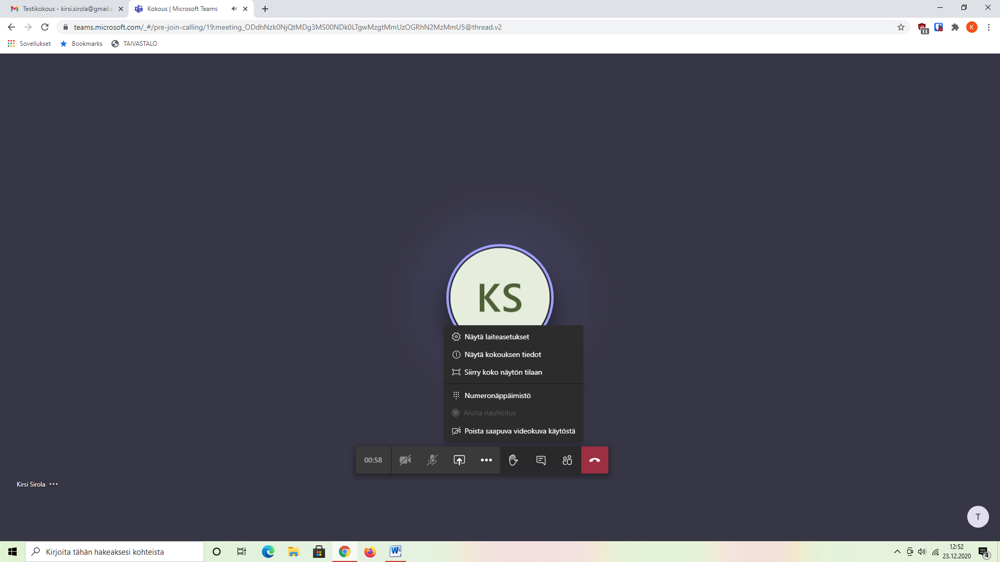 Testikokous - kirsi.sirola@gmail.c
Kokous | Microsoft Teams
teams.microsoft.com/_#/pre-join-calling/19:meeting_ODdhNzk0NjQtMDg3MS00NDk0LTgwMzgtMmUzOGRhN2MzMmU5@thread.v2
13
K
Sovellukset
Bookmarks
TAIVASTALO
KS
Näytä laiteasetukset
Näytä kokouksen tiedot
Siirry koko näytön tilaan
Numeronäppäimistö
Aloita nauhoitus
Poista saapuva videokuva käytöstä
00:58
Kirsi Sirola
T
Kirjoita tähän hakeaksesi kohteista
W
12:52
23.12.2020
4